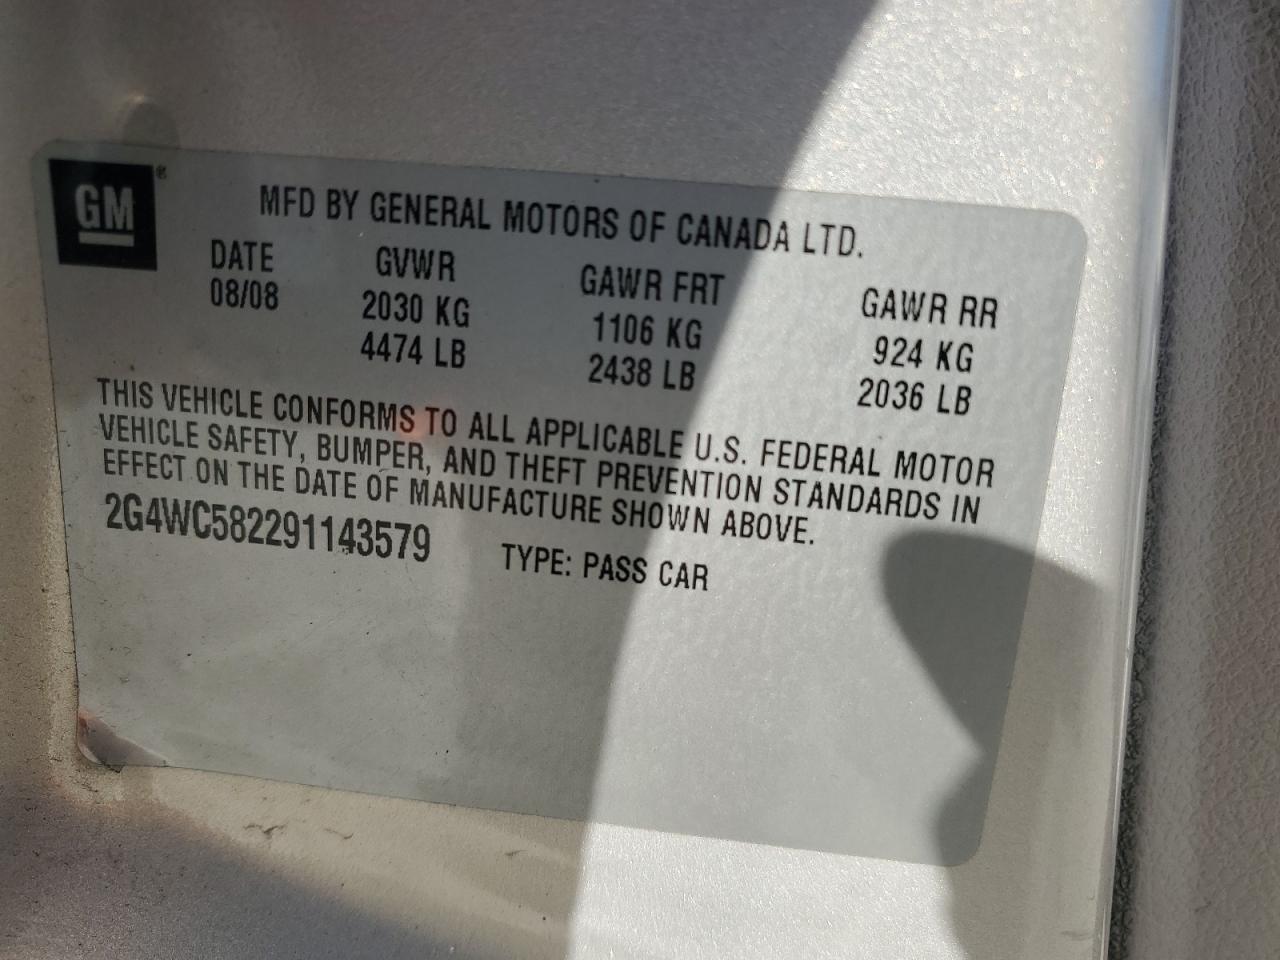 GM®
MFD BY GENERAL MOTORS OF CANADA LTD.
DATE GVWR GAWR FRT GAWR RR
08/08 2030 KG 1106 KG 924 KG
4474 LB 2438 LB 2036 LB
THIS VEHICLE CONFORMS TO ALL APPLICABLE U.S. FEDERAL MOTOR
VEHICLE SAFETY, BUMPER, AND THEFT PREVENTION STANDARDS IN
EFFECT ON THE DATE OF MANUFACTURE SHOWN ABOVE.
2G4WC582291143579 TYPE: PASS CAR